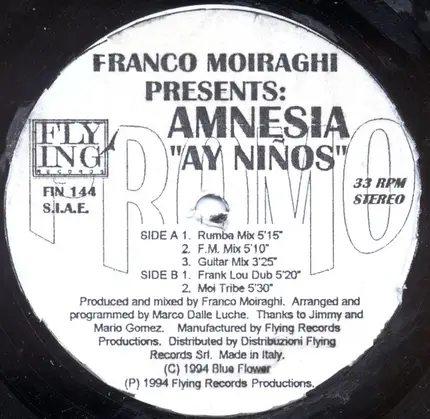 FRANCO MOIRAGHI
PRESENTS:
AMNESIA
"AY NIÑOS"
FLY
ING
RECORDS
FIN 144
S.I.A.E.
PROMO
33 RPM
STEREO
SIDE A 1. Rumba Mix 5'15"
2. F.M. Mix 5'10"
3. Guitar Mix 3'25"
SIDE B 1. Frank Lou Dub 5'20"
2. Moi Tribe 5'30"
Produced and mixed by Franco Moiraghi. Arranged and
programmed by Marco Dalle Luche. Thanks to Jimmy and
Mario Gomez. Manufactured by Flying Records
Productions. Distributed by Distribuzioni Flying
Records Srl. Made in Italy.
(C) 1994 Blue Flower
(P) 1994 Flying Records Productions.